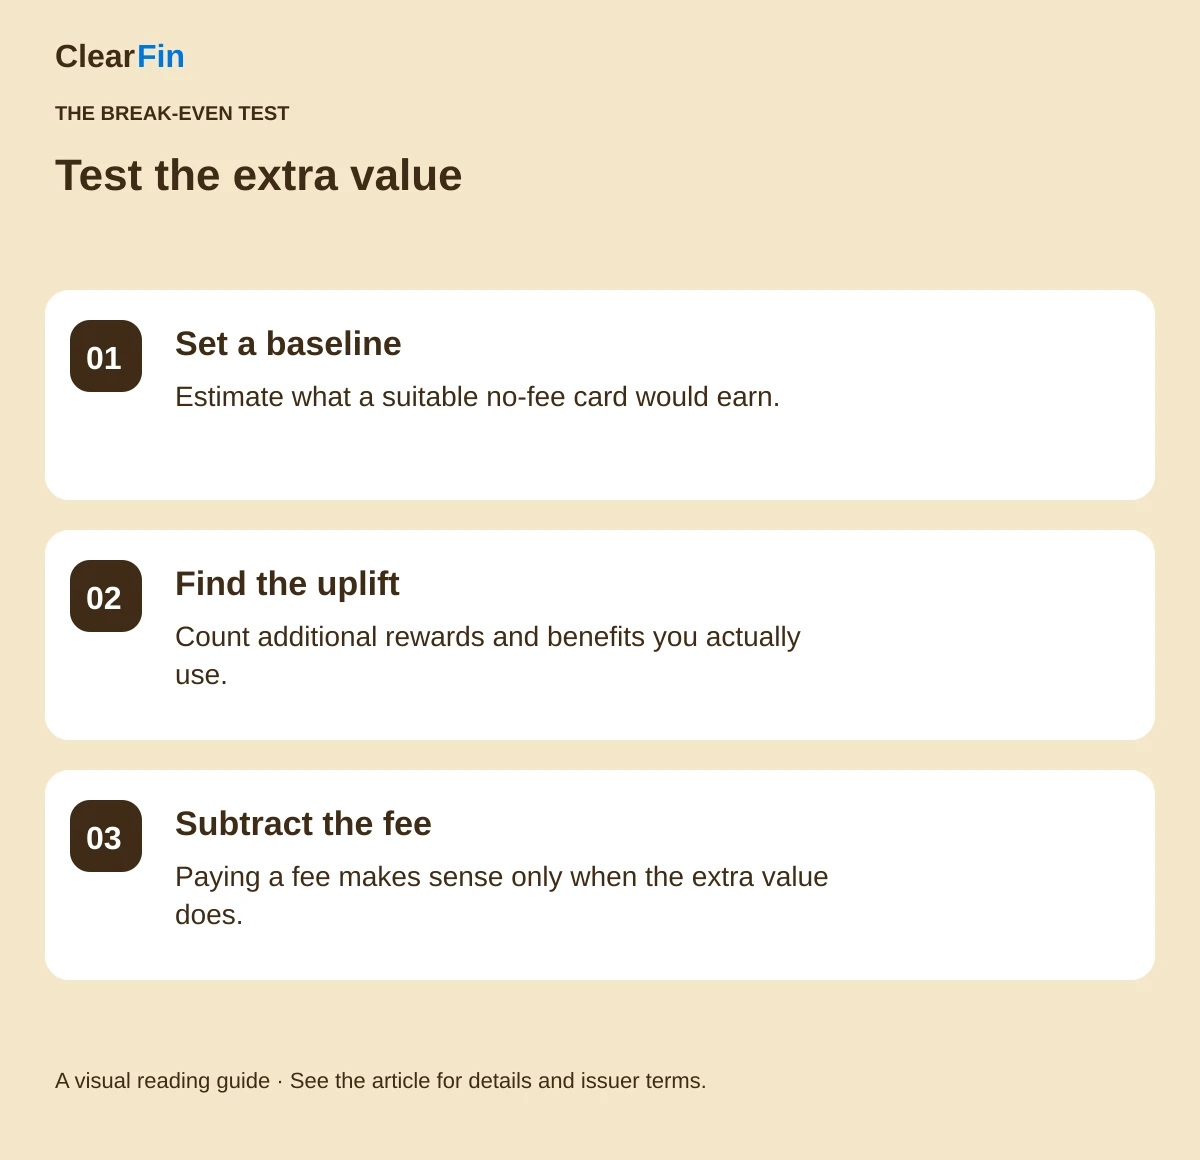 ClearFin
THE BREAK-EVEN TEST
Test the extra value
01
Set a baseline
Estimate what a suitable no-fee card would earn.
02
Find the uplift
Count additional rewards and benefits you actually
use.
03
Subtract the fee
Paying a fee makes sense only when the extra value
does.
A visual reading guide · See the article for details and issuer terms.